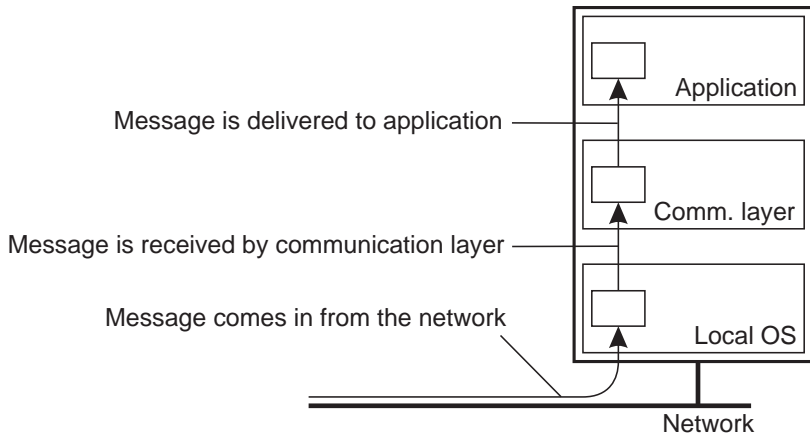 Application
Message is delivered to application
Comm. layer
Message is received by communication layer
Message comes in from the network
Local OS
Network